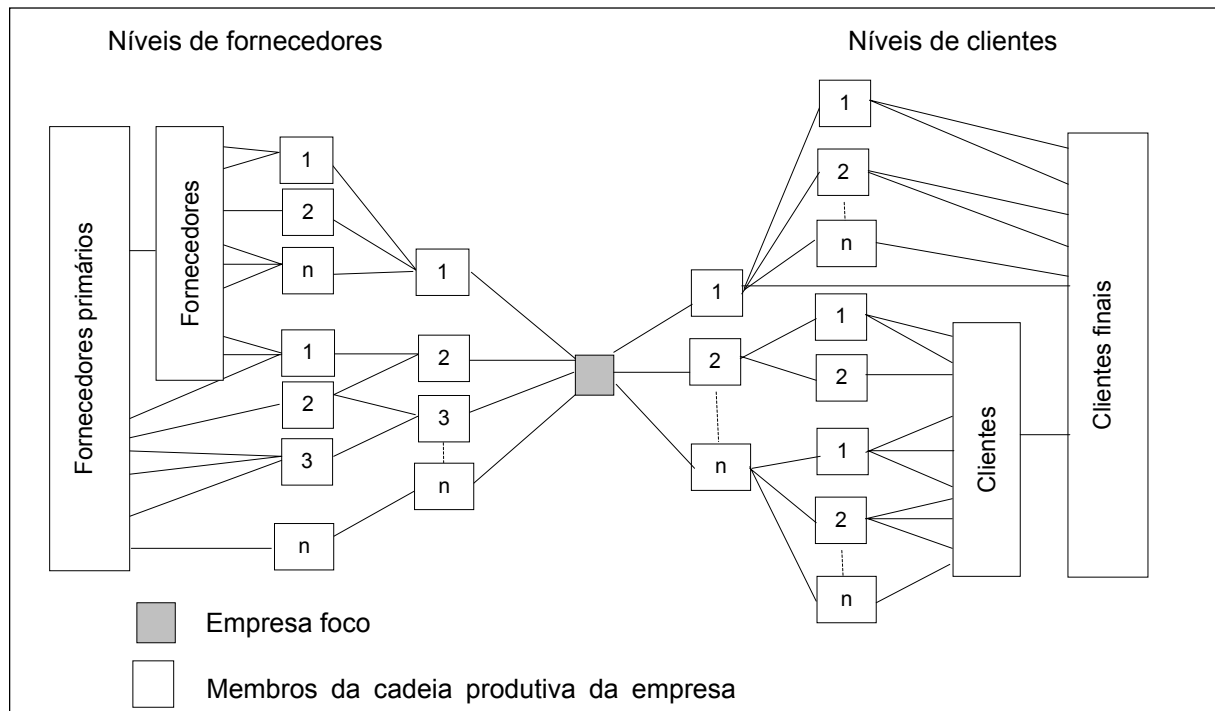 Níveis de fornecedores
Níveis de clientes
Fornecedores primários
Fornecedores
1
2
n
1
2
3
n
1
2
3
n
1
2
n
1
2
n
1
2
1
2
n
Clientes
Clientes finais
Empresa foco
Membros da cadeia produtiva da empresa